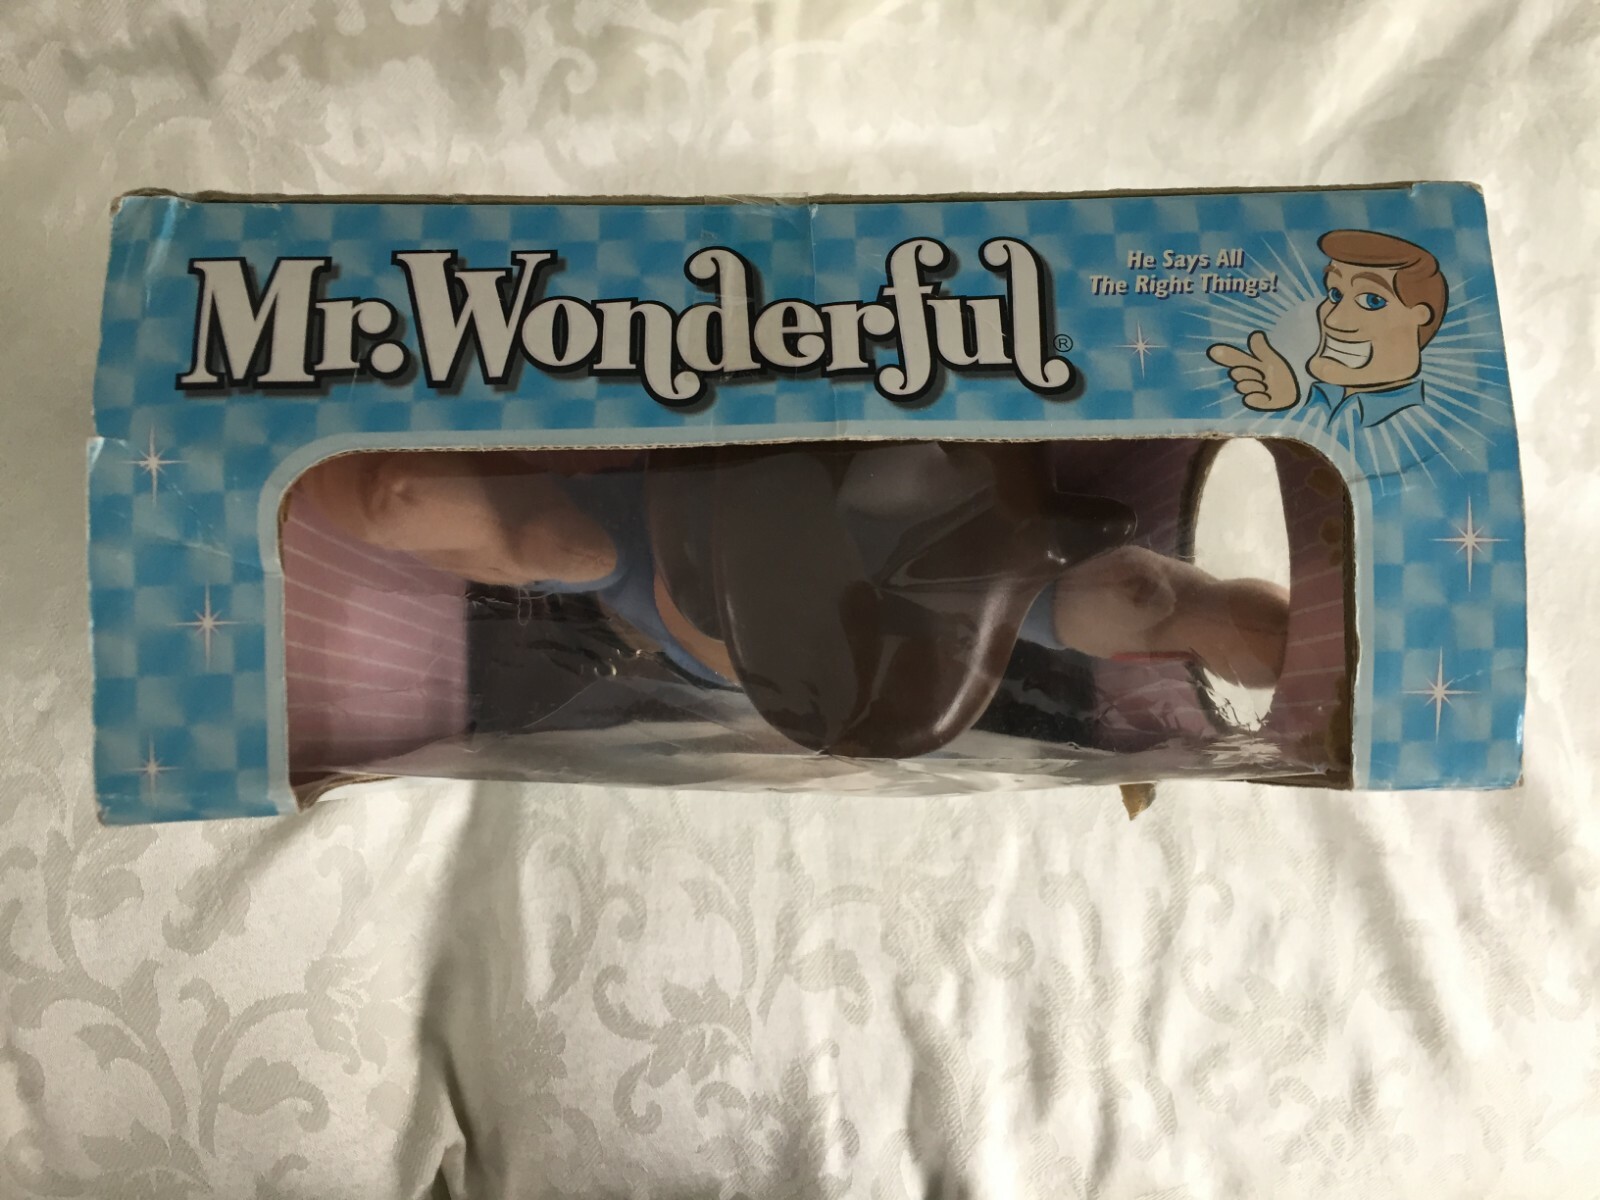 Mr. Wonderful®
He Says All
The Right Things!